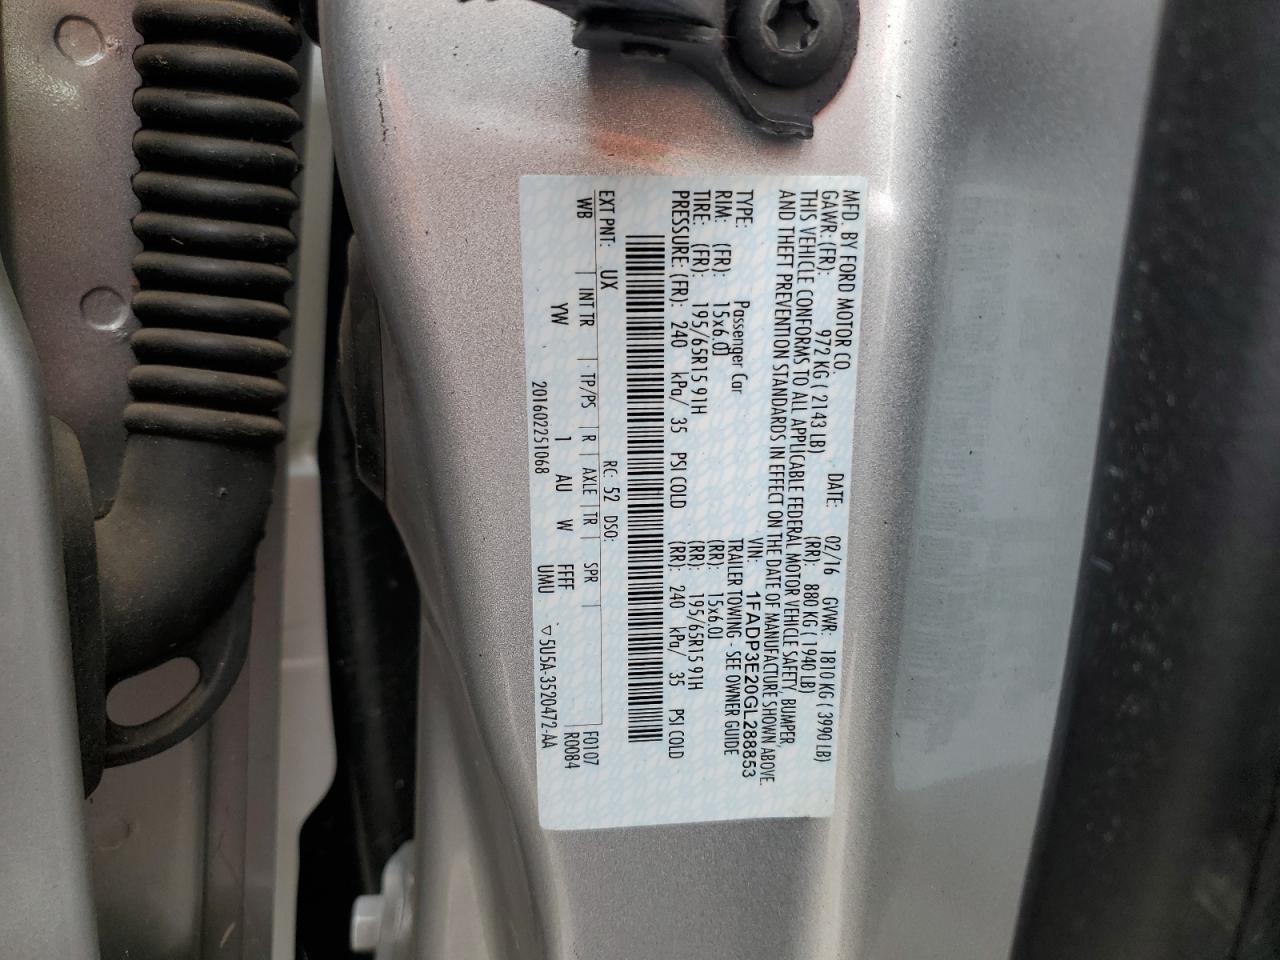 MFD. BY FORD MOTOR CO.
DATE: 02/16 GVWR: 1810 KG ( 3990 LB)
GAWR: (FR): 972 KG ( 2143 LB) (RR): 880 KG ( 1940 LB)
THIS VEHICLE CONFORMS TO ALL APPLICABLE FEDERAL MOTOR VEHICLE SAFETY, BUMPER,
AND THEFT PREVENTION STANDARDS IN EFFECT ON THE DATE OF MANUFACTURE SHOWN ABOVE.
VIN: 1FADP3E20GL288853
TYPE: Passenger Car TRAILER TOWING - SEE OWNER GUIDE
RIM: (FR): 15x6.0J (RR): 15x6.0J
TIRE: (FR): 195/65R15 91H (RR): 195/65R15 91H
PRESSURE: (FR): 240 kPa/ 35 PSI COLD (RR): 240 kPa/ 35 PSI COLD
EXT PNT: UX RC: 52 DSO:
WB INT TR TP/PS R AXLE TR SPR F0107
YW 1 AU W FFFF R0084
201602251068 UMU ▽5U5A-3520472-AA